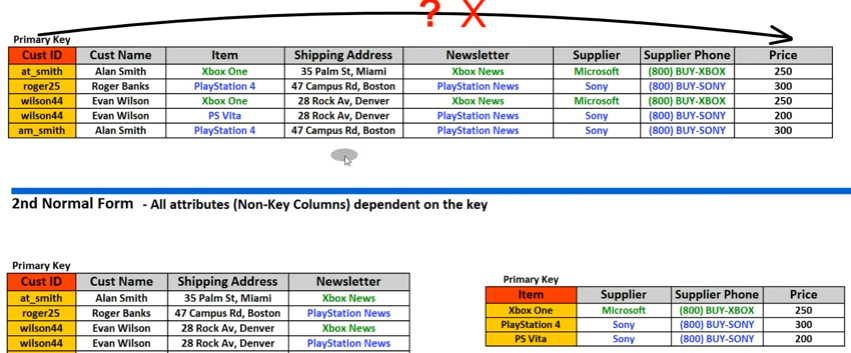 ? X
Primary Key
Cust ID Cust Name Item Shipping Address Newsletter Supplier Supplier Phone Price
at_smith Alan Smith Xbox One 35 Palm St, Miami Xbox News Microsoft (800) BUY-XBOX 250
roger25 Roger Banks PlayStation 4 47 Campus Rd, Boston PlayStation News Sony (800) BUY-SONY 300
wilson44 Evan Wilson Xbox One 28 Rock Av, Denver Xbox News Microsoft (800) BUY-XBOX 250
wilson44 Evan Wilson PS Vita 28 Rock Av, Denver PlayStation News Sony (800) BUY-SONY 200
am_smith Alan Smith PlayStation 4 47 Campus Rd, Boston PlayStation News Sony (800) BUY-SONY 300
2nd Normal Form - All attributes (Non-Key Columns) dependent on the key
Primary Key
Cust ID Cust Name Shipping Address Newsletter
at_smith Alan Smith 35 Palm St, Miami Xbox News
roger25 Roger Banks 47 Campus Rd, Boston PlayStation News
wilson44 Evan Wilson 28 Rock Av, Denver Xbox News
wilson44 Evan Wilson 28 Rock Av, Denver PlayStation News
Primary Key
Item Supplier Supplier Phone Price
Xbox One Microsoft (800) BUY-XBOX 250
PlayStation 4 Sony (800) BUY-SONY 300
PS Vita Sony (800) BUY-SONY 200